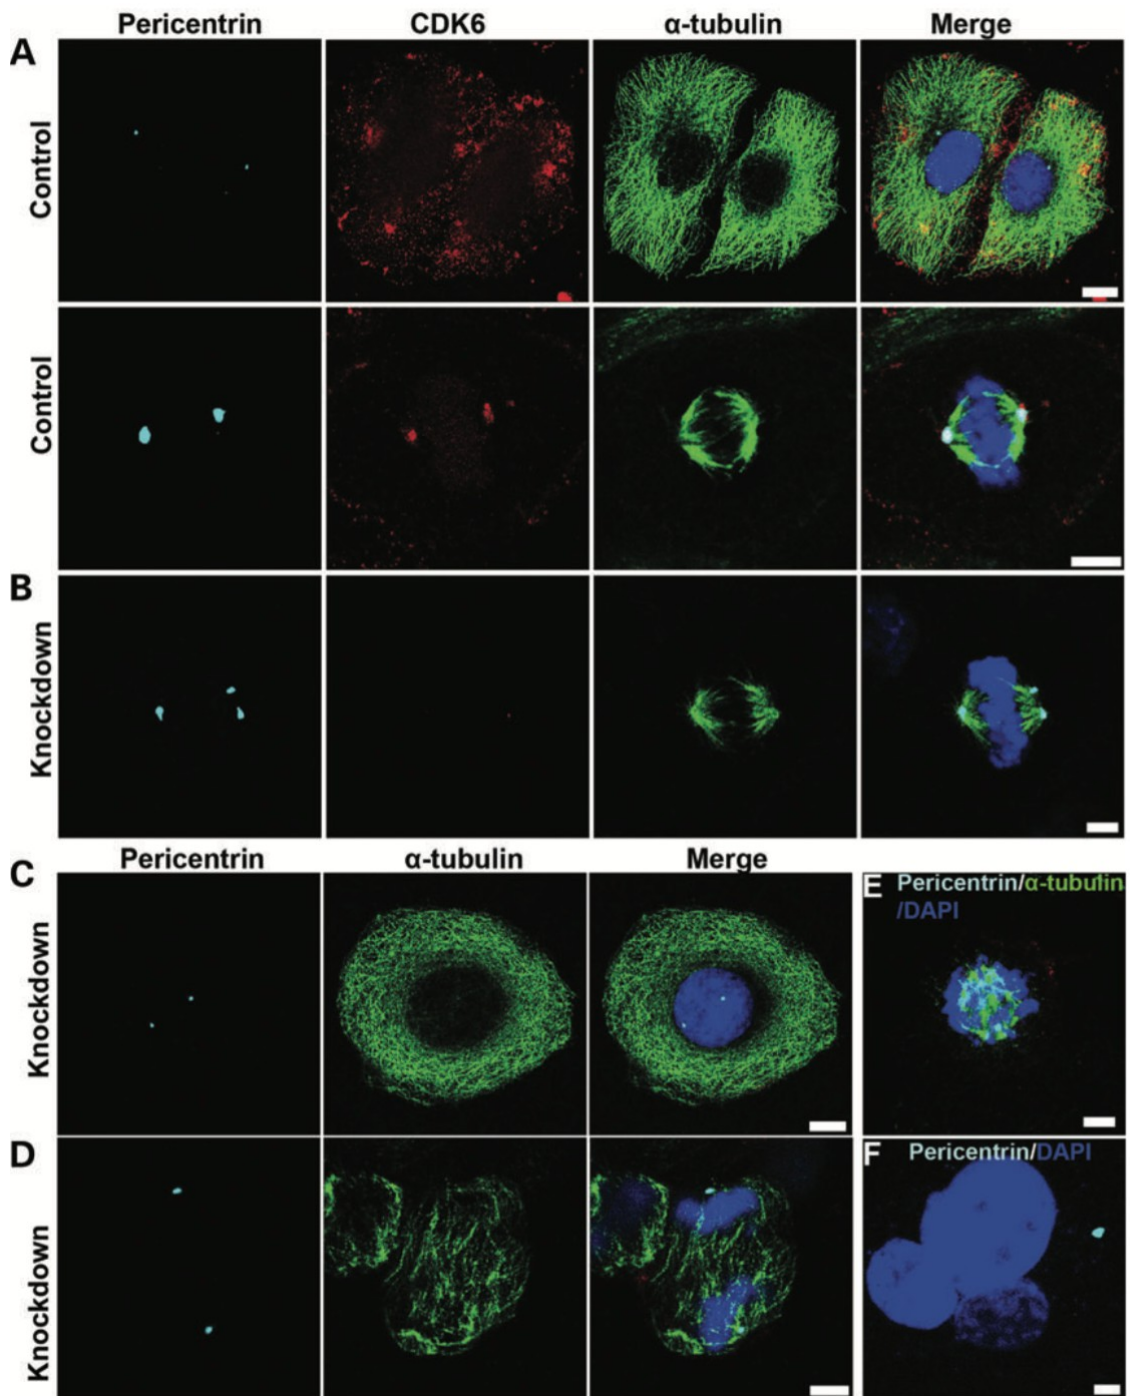 Pericentrin CDK6 α-tubulin Merge
A
Control
Control
B
Knockdown
Pericentrin α-tubulin Merge
C
Knockdown
E Pericentrin/α-tubulin
/DAPI
D
Knockdown
F Pericentrin/DAPI